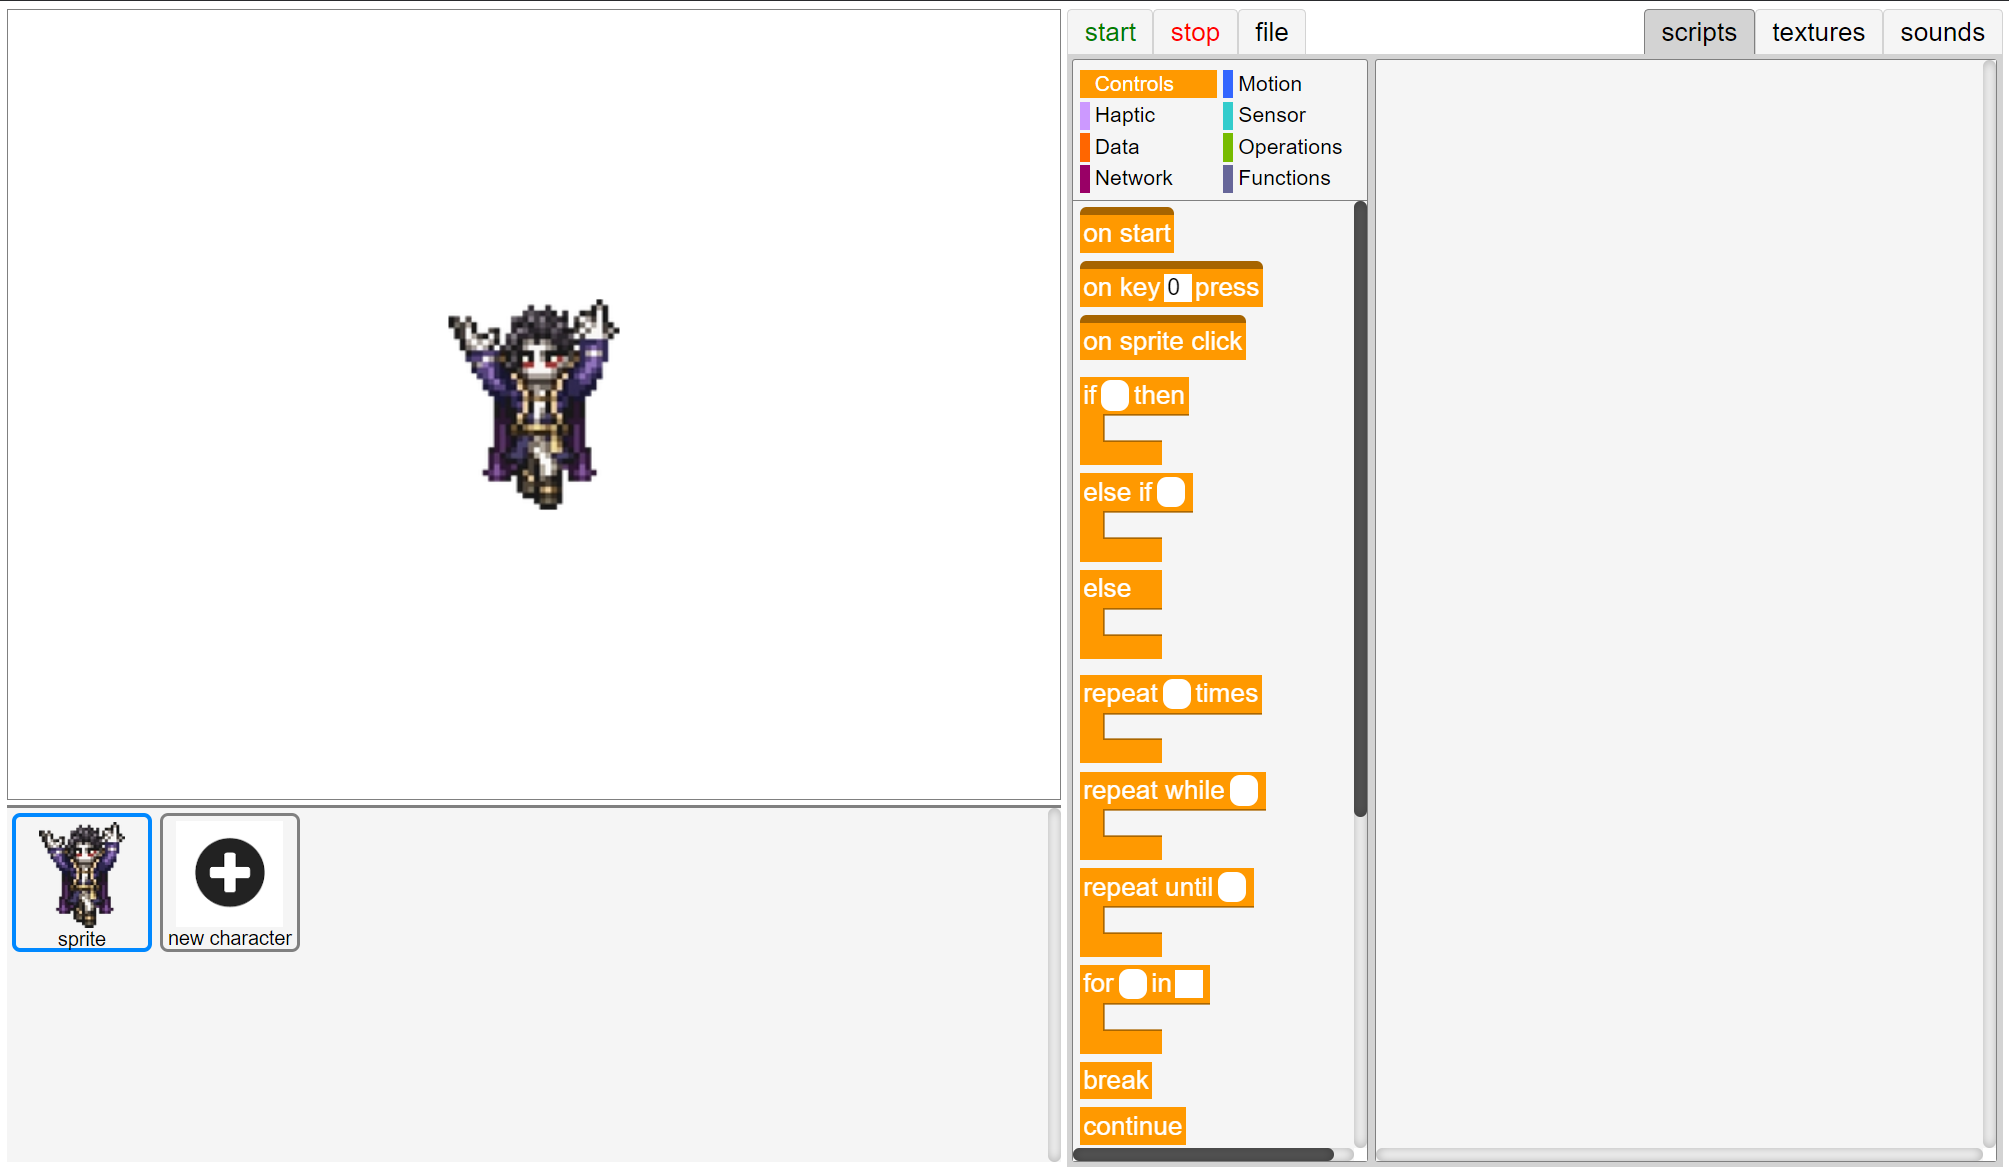 start stop file scripts textures sounds
Controls Motion
Haptic Sensor
Data Operations
Network Functions
on start
on key 0 press
on sprite click
if then
else if
else
repeat times
repeat while
repeat until
for in
break
continue
sprite new character